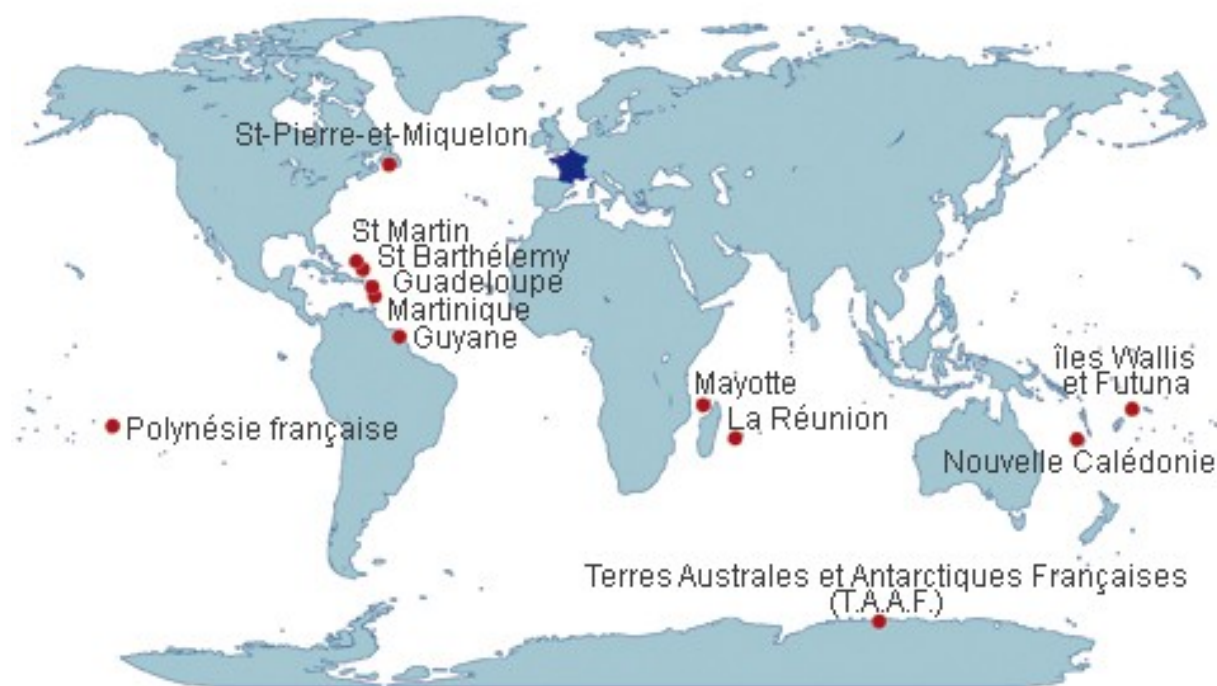 St-Pierre-et-Miquelon
St Martin
St Barthélemy
Guadeloupe
Martinique
Guyane
Polynésie française
Mayotte
La Réunion
îles Wallis
et Futuna
Nouvelle Calédonie
Terres Australes et Antarctiques Françaises
(T.A.A.F.)